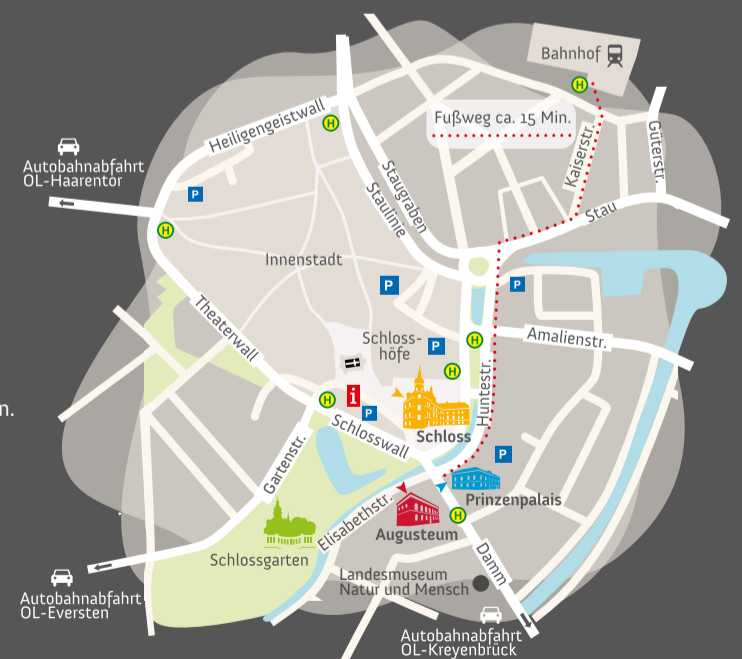 Bahnhof
H
Fußweg ca. 15 Min.
Heiligengeistwall
H
Kaiserstr.
Güterstr.
Autobahnabfahrt
OL-Haarentor
P
Staugraben
Staulinie
Stau
H
Innenstadt
P
P
Theaterwall
Schloss-
höfe
P
H
Amalienstr.
H
i
P
H
Schloss
Huntestr.
n.
Schlosswall
Gartenstr.
P
Prinzenpalais
Augusteum
H
Elisabethstr.
Schlossgarten
Damm
Landesmuseum
Natur und Mensch
Autobahnabfahrt
OL-Eversten
Autobahnabfahrt
OL-Kreyenbrück